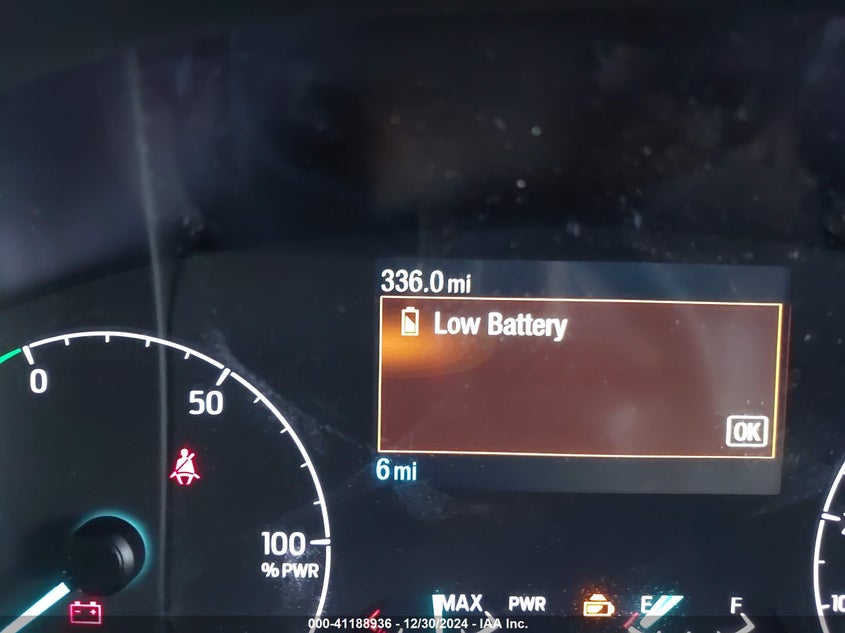 336.0 mi
Low Battery
OK
6 mi
0
50
100
% PWR
MAX
PWR
E
F
000-41188936 - 12/30/2024 - IAA Inc.